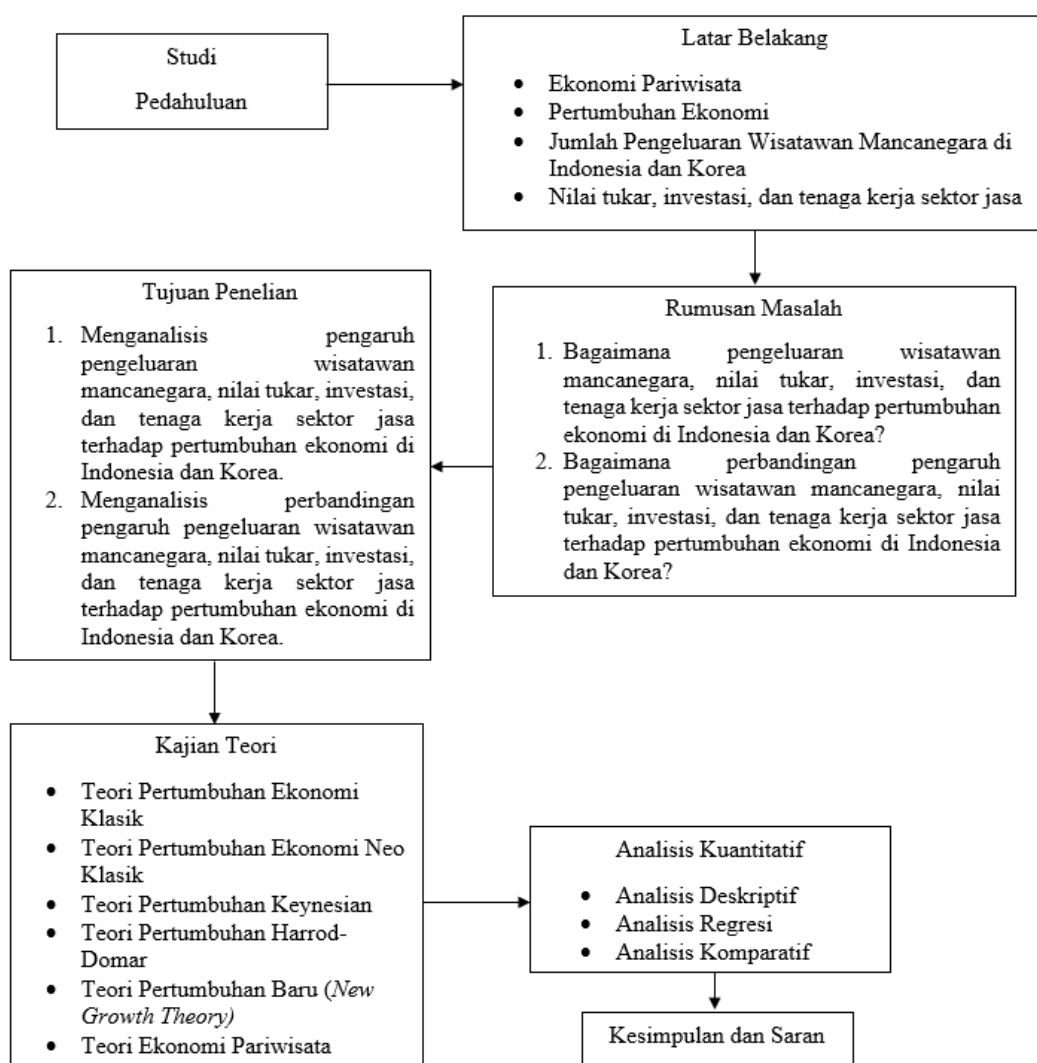 Studi
Pedahuluan
Latar Belakang
• Ekonomi Pariwisata
• Pertumbuhan Ekonomi
• Jumlah Pengeluaran Wisatawan Mancanegara di
Indonesia dan Korea
• Nilai tukar, investasi, dan tenaga kerja sektor jasa
Rumusan Masalah
1. Bagaimana pengeluaran wisatawan
mancanegara, nilai tukar, investasi, dan
tenaga kerja sektor jasa terhadap pertumbuhan
ekonomi di Indonesia dan Korea?
2. Bagaimana perbandingan pengaruh
pengeluaran wisatawan mancanegara, nilai
tukar, investasi, dan tenaga kerja sektor jasa
terhadap pertumbuhan ekonomi di Indonesia
dan Korea?
Tujuan Penelian
1. Menganalisis pengaruh
pengeluaran wisatawan
mancanegara, nilai tukar, investasi,
dan tenaga kerja sektor jasa
terhadap pertumbuhan ekonomi di
Indonesia dan Korea.
2. Menganalisis perbandingan
pengaruh pengeluaran wisatawan
mancanegara, nilai tukar, investasi,
dan tenaga kerja sektor jasa
terhadap pertumbuhan ekonomi di
Indonesia dan Korea.
Kajian Teori
• Teori Pertumbuhan Ekonomi
Klasik
• Teori Pertumbuhan Ekonomi Neo
Klasik
• Teori Pertumbuhan Keynesian
• Teori Pertumbuhan Harrod-
Domar
• Teori Pertumbuhan Baru (New
Growth Theory)
• Teori Ekonomi Pariwisata
Analisis Kuantitatif
• Analisis Deskriptif
• Analisis Regresi
• Analisis Komparatif
Kesimpulan dan Saran